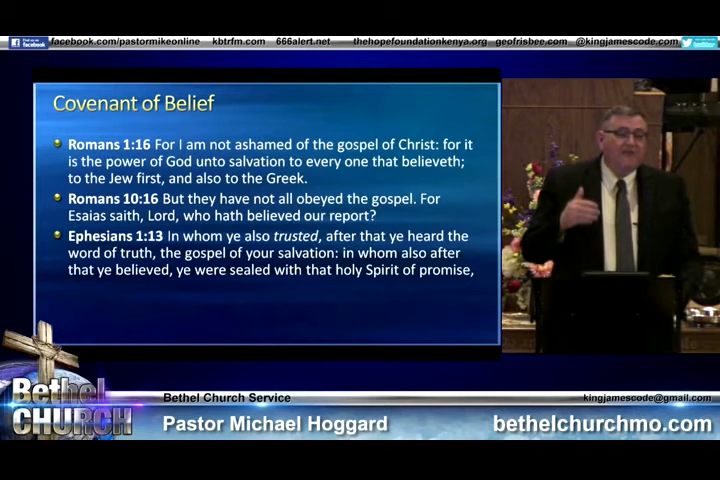 Find us on facebook
facebook.com/pastormikeonline kbtrfm.com 666alert.net thehopefoundationkenya.org geofrisbee.com @kingjamescode.com twitter
Covenant of Belief
Romans 1:16 For I am not ashamed of the gospel of Christ: for it
is the power of God unto salvation to every one that believeth;
to the Jew first, and also to the Greek.
Romans 10:16 But they have not all obeyed the gospel. For
Esaias saith, Lord, who hath believed our report?
Ephesians 1:13 In whom ye also trusted, after that ye heard the
word of truth, the gospel of your salvation: in whom also after
that ye believed, ye were sealed with that holy Spirit of promise,
Bethel
CHURCH
Bethel Church Service
kingjamescode@gmail.com
Pastor Michael Hoggard
bethelchurchmo.com